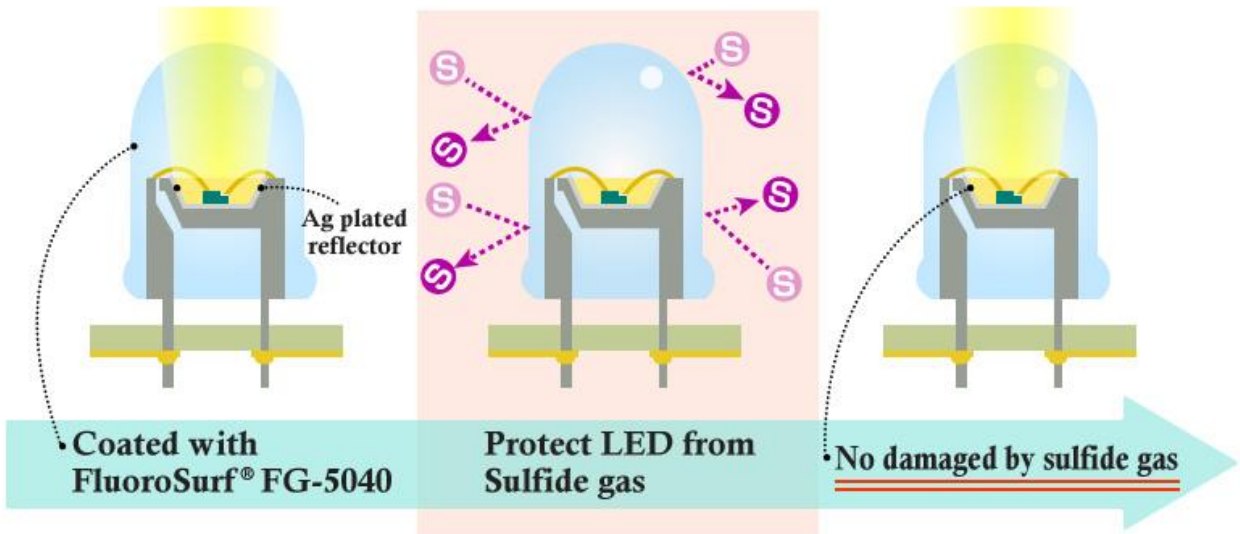 S
S
S
S
S
S
S
S
Ag plated
reflector
Coated with
FluoroSurf® FG-5040
Protect LED from
Sulfide gas
No damaged by sulfide gas